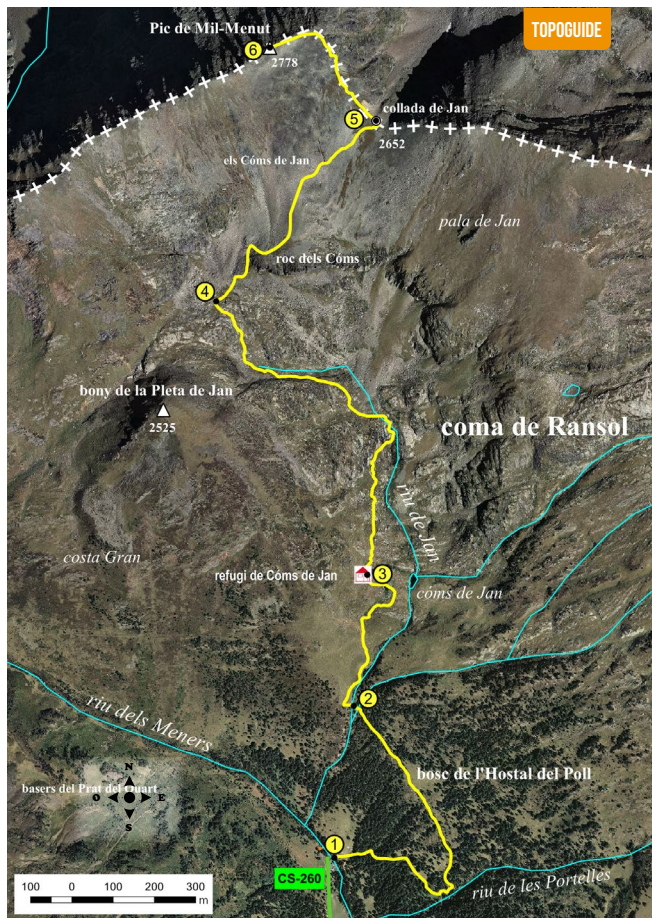 TOPOGUIDE
Pic de Mil-Menut
6
2778
5
collada de Jan
2652
els Cóms de Jan
pala de Jan
roc dels Cóms
4
bony de la Pleta de Jan
2525
coma de Ransol
riu de Jan
costa Gran
refugi de Cóms de Jan
3
cóms de Jan
2
riu dels Meners
bosc de l'Hostal del Poll
N
basers del Prat del Quart
O
E
S
1
CS-260
riu de les Portelles
100 0 100 200 300
m